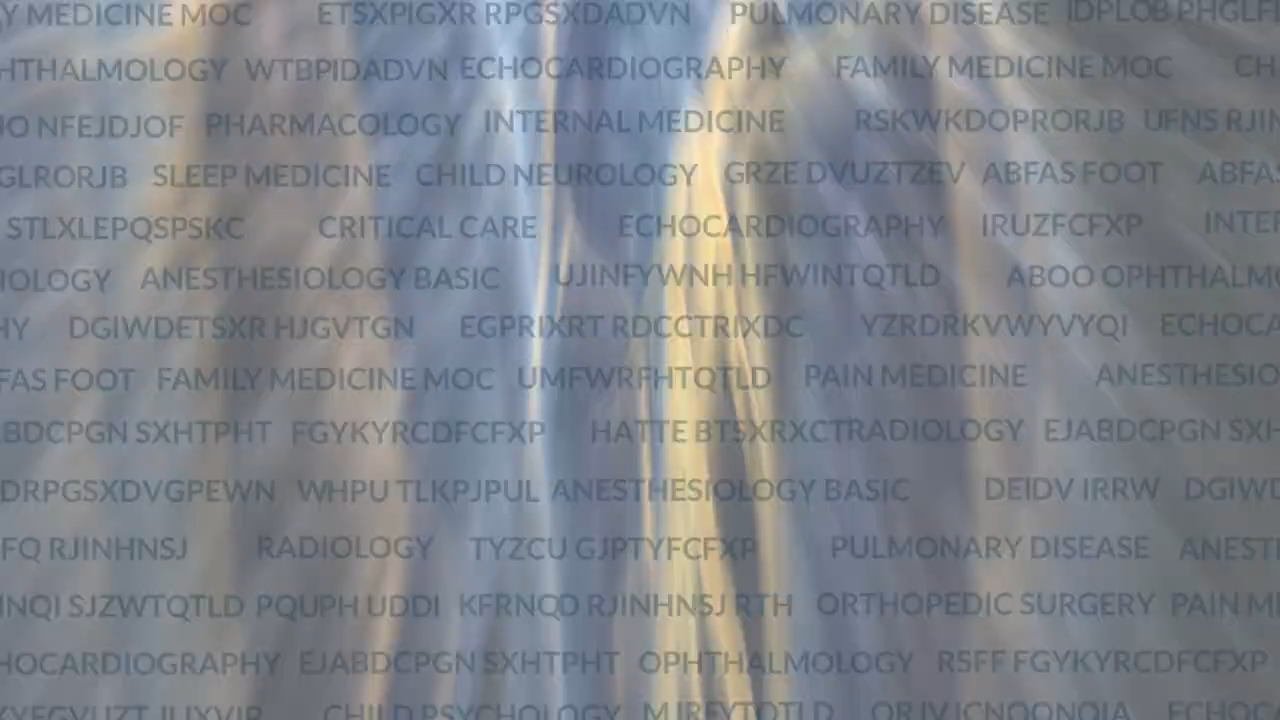 Y MEDICINE MOC ETSXPIGXR RPGSXDADVN PULMONARY DISEASE IDPLOB PHGLF
HTHALMOLOGY WTBPIDADVN ECHOCARDIOGRAPHY FAMILY MEDICINE MOC CH
IO NFEJDJOF PHARMACOLOGY INTERNAL MEDICINE RSKWKDOPRORJB UFNS RJIN
GLRORJB SLEEP MEDICINE CHILD NEUROLOGY GRZE DVUZTZEV ABFAS FOOT ABFAS
STLXLEPQSPSKC CRITICAL CARE ECHOCARDIOGRAPHY IRUZFCFXP INTER
IOLOGY ANESTHESIOLOGY BASIC UJINFYWNH HFWINTQTLD ABOO OPHTHALMO
HY DGIWDETSXR HJGVTGN EGPRIXRT RDCCTRIXDC YZRDRKVWYVYQI ECHOCA
FAS FOOT FAMILY MEDICINE MOC UMFWRFHTQTLD PAIN MEDICINE ANESTHESIO
BDCPGN SXHTPHT FGYKYRCDFCFXP HATTE BTSXRXCTRADIOLOGY EJABDCPGN SXH
DRPGSXDVGPEWN WHPU TLKPJPUL ANESTHESIOLOGY BASIC DEIDV IRRW DGIWD
FQ RJINHNSJ RADIOLOGY TYZCU GJPTYFCFXP PULMONARY DISEASE ANEST
INQI SJZWTQTLD PQUPH UDDI KFRNQD RJINHNSJ RTH ORTHOPEDIC SURGERY PAIN M
HOCARDIOGRAPHY EJABDCPGN SXHTPHT OPHTHALMOLOGY RSFF FGYKYRCDFCFXP
CHILD PSYCHOLOGY